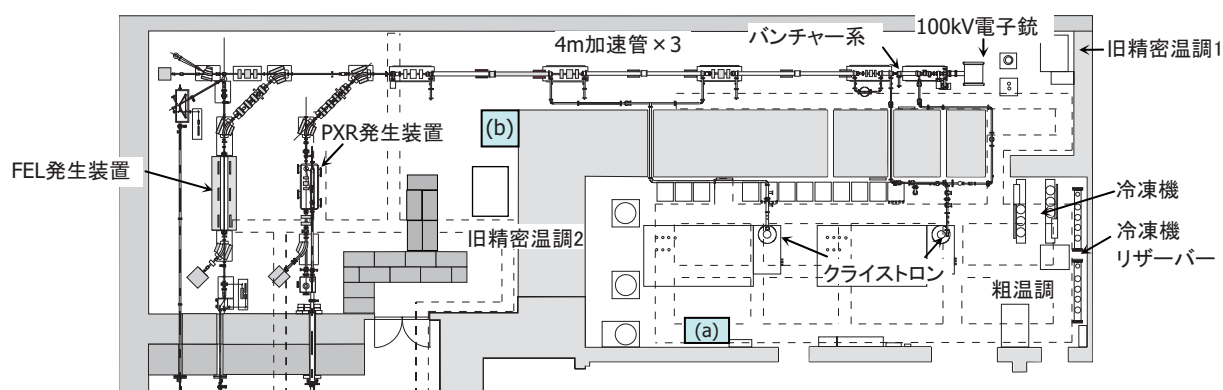 100kV電子銃
バンチャー系
4m加速管×3
旧精密温調1
(b)
PXR発生装置
FEL発生装置
冷凍機
旧精密温調2
冷凍機
リザーバー
クライストロン
粗温調
(a)